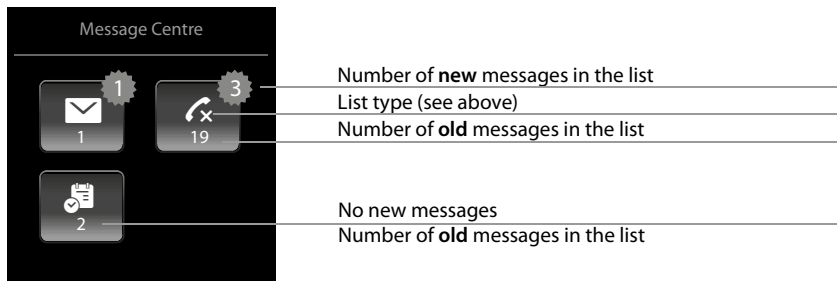 Message Centre
1
3
1
19
2
Number of new messages in the list
List type (see above)
Number of old messages in the list
No new messages
Number of old messages in the list